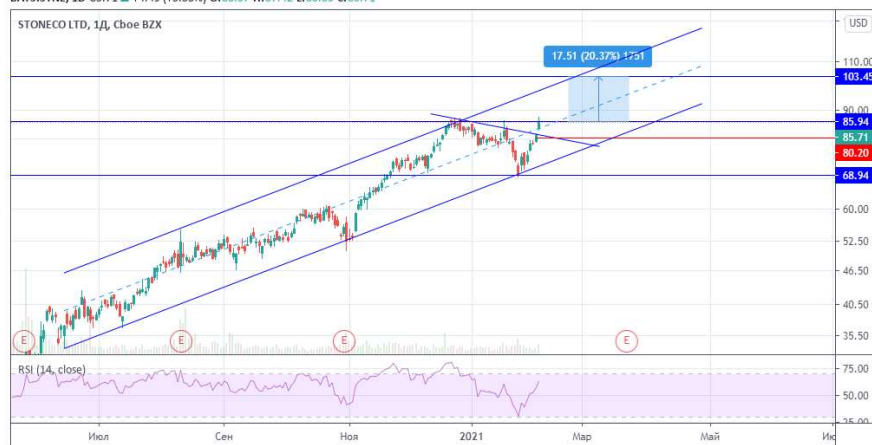 STONECO LTD, 1Д, Cboe BZX
USD
17.51 (20.37%) 1751
110.00
103.45
90.00
85.94
85.71
80.20
68.94
60.00
52.50
46.50
40.50
35.50
E
E
E
E
RSI (14, close)
75.00
50.00
25.00
Июл
Сен
Ноя
2021
Мар
Май